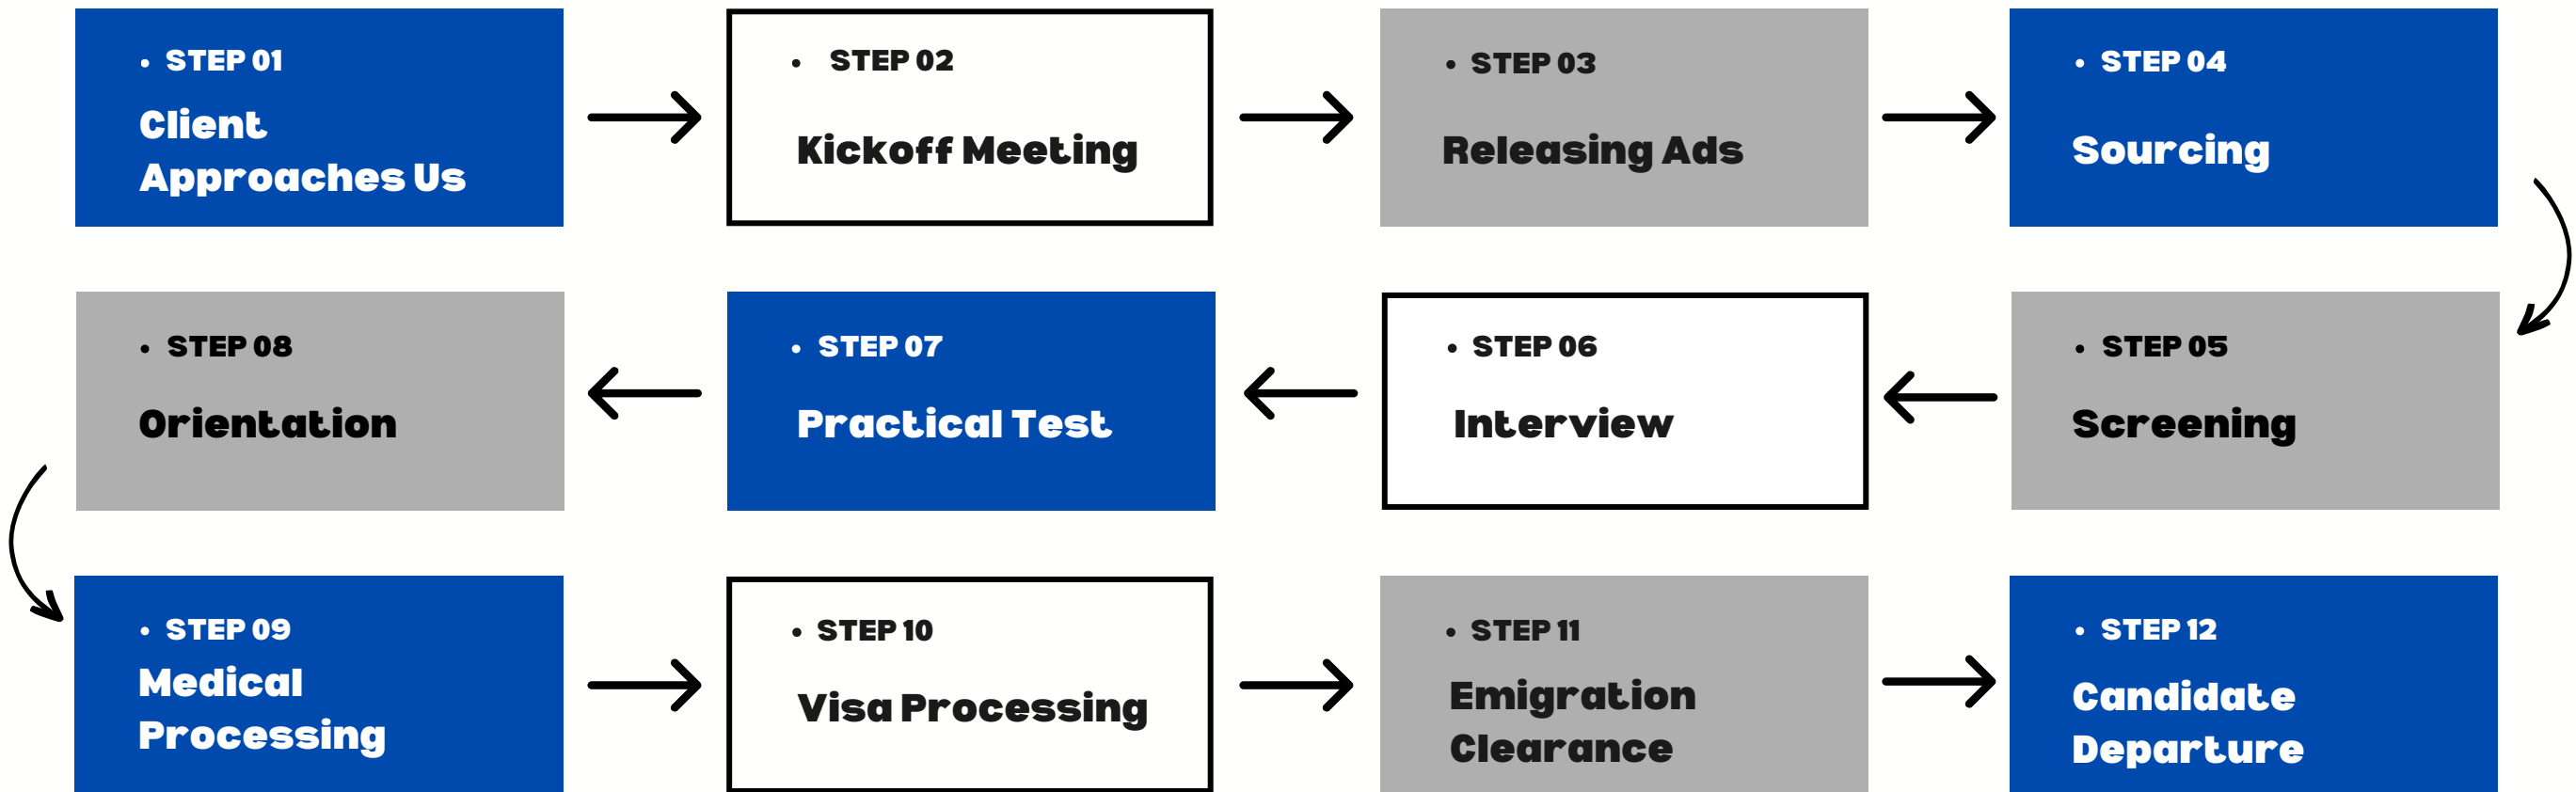 • STEP 01
Client
Approaches Us
• STEP 02
Kickoff Meeting
• STEP 03
Releasing Ads
• STEP 04
Sourcing
• STEP 05
Screening
• STEP 06
Interview
• STEP 07
Practical Test
• STEP 08
Orientation
• STEP 09
Medical
Processing
• STEP 10
Visa Processing
• STEP 11
Emigration
Clearance
• STEP 12
Candidate
Departure